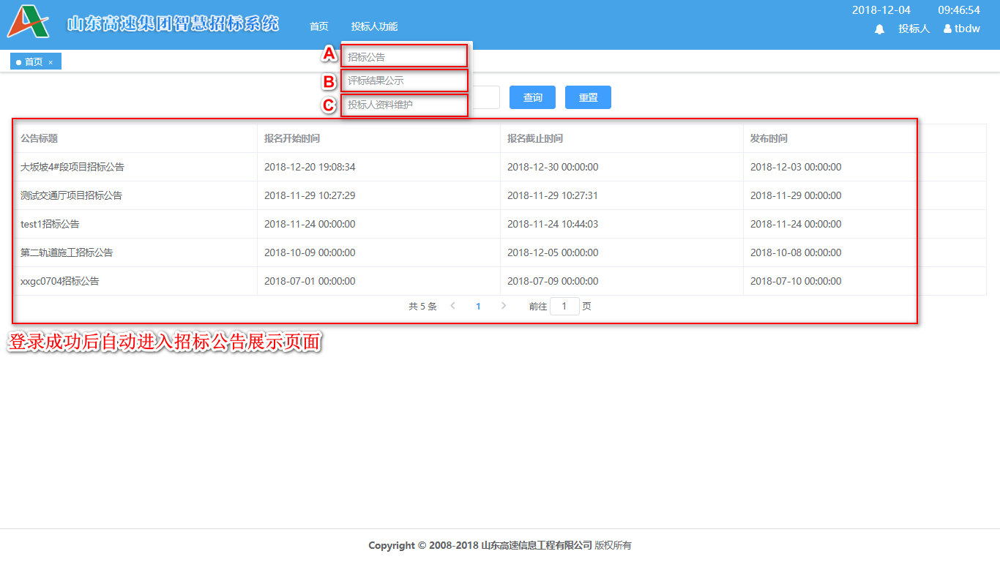 2018-12-04 09:46:54
山东高速集团智慧招标系统 首页 投标人功能
投标人 tbdw
首页 ×
A 招标公告
B 评标结果公示
C 投标人资料维护
查询 重置
公告标题 报名开始时间 报名截止时间 发布时间
大坂坡4#段项目招标公告 2018-12-20 19:08:34 2018-12-30 00:00:00 2018-12-03 00:00:00
测试交通厅项目招标公告 2018-11-29 10:27:29 2018-11-29 10:27:31 2018-11-29 00:00:00
test1招标公告 2018-11-24 00:00:00 2018-11-24 10:44:03 2018-11-24 00:00:00
第二轨道施工招标公告 2018-10-09 00:00:00 2018-12-05 00:00:00 2018-10-08 00:00:00
xxgc0704招标公告 2018-07-01 00:00:00 2018-07-09 00:00:00 2018-07-10 00:00:00
共 5 条 < 1 > 前往 1 页
登录成功后自动进入招标公告展示页面
Copyright © 2008-2018 山东高速信息工程有限公司 版权所有